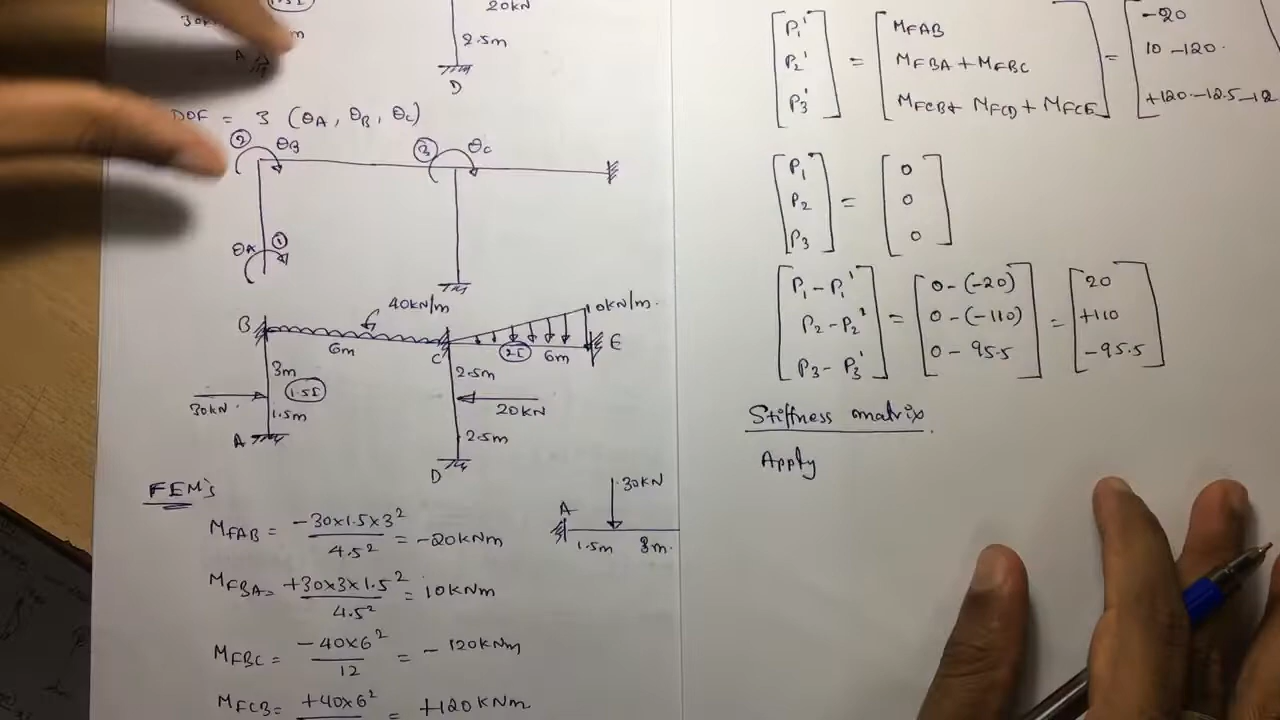 20KN
30KN
m
2.5m
A
D
DOF = 3 (θA, θB, θC)
② θB
③ θC
θA ①
40KN/m
10KN/m.
B
6m
C
2I
6m
E
3m
2.5m
1.5I
30KN
20KN
1.5m
2.5m
A
D
FEM's
MFAB = -30×1.5×3² / 4.5² = -20KNm
MFBA = +30×3×1.5² / 4.5² = 10KNm
MFBC = -40×6² / 12 = -120KNm
MFCB = +40×6² = +120KNm
30KN
A
1.5m 3m.
[P1' P2' P3'] = [MFAB MFBA + MFBC MFCB + MFCD + MFCE] = [-20 10 -120. +120 -12.5 -12
[P1 P2 P3] = [0 0 0]
[P1 - P1' P2 - P2' P3 - P3'] = [0-(-20) 0-(-110) 0-95.5] = [20 +110 -95.5]
Stiffness matrix.
Apply